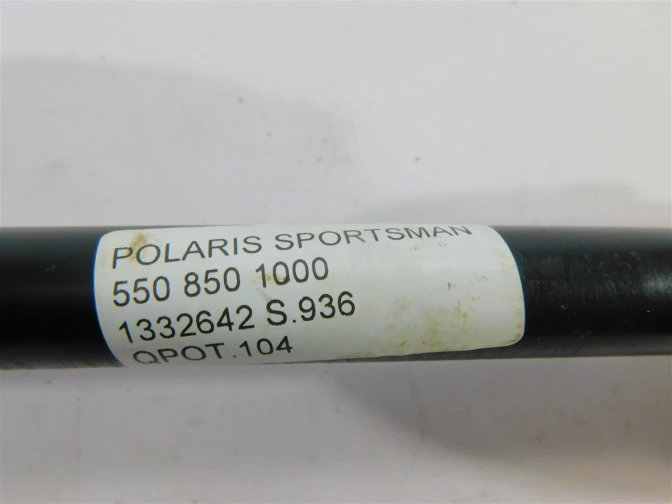 POLARIS SPORTSMAN
550 850 1000
1332642 S.936
QPOT.104